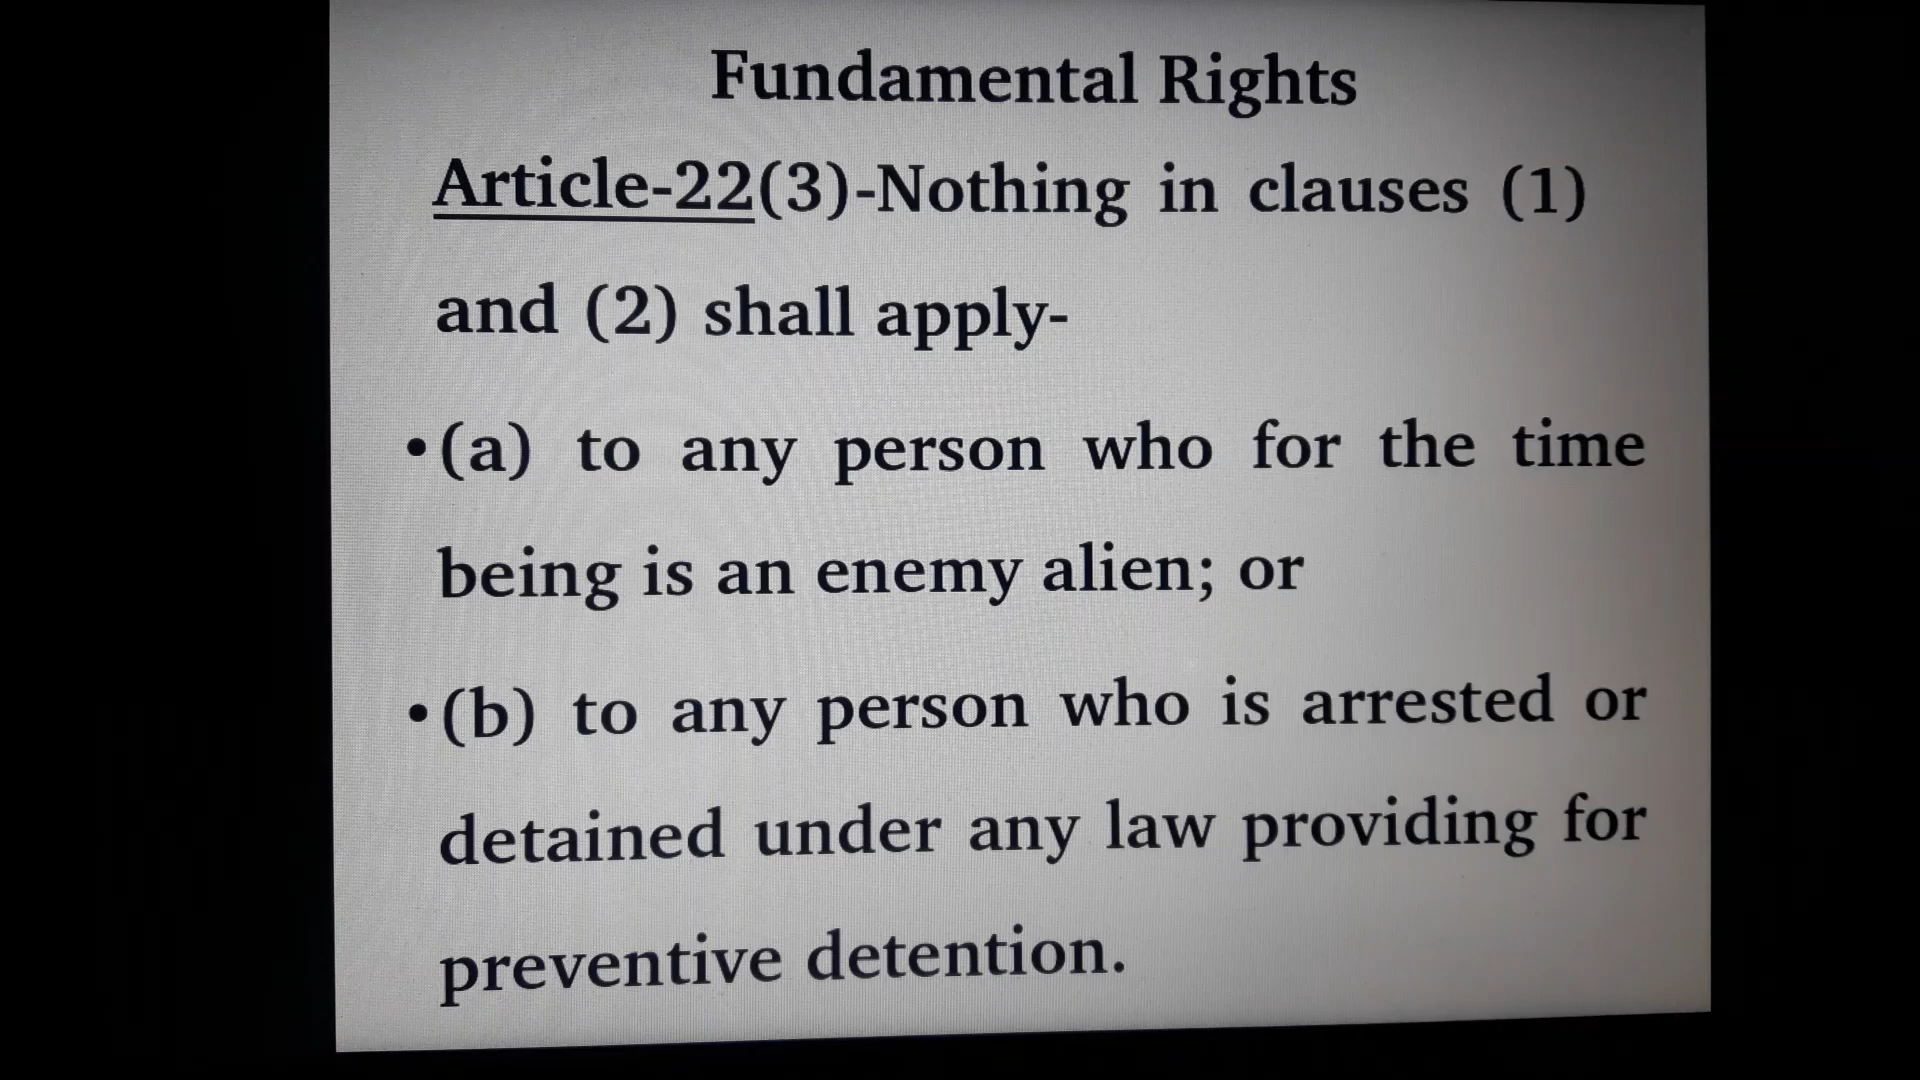 Fundamental Rights
Article-22(3)-Nothing in clauses (1)
and (2) shall apply-
•(a) to any person who for the time
being is an enemy alien; or
•(b) to any person who is arrested or
detained under any law providing for
preventive detention.